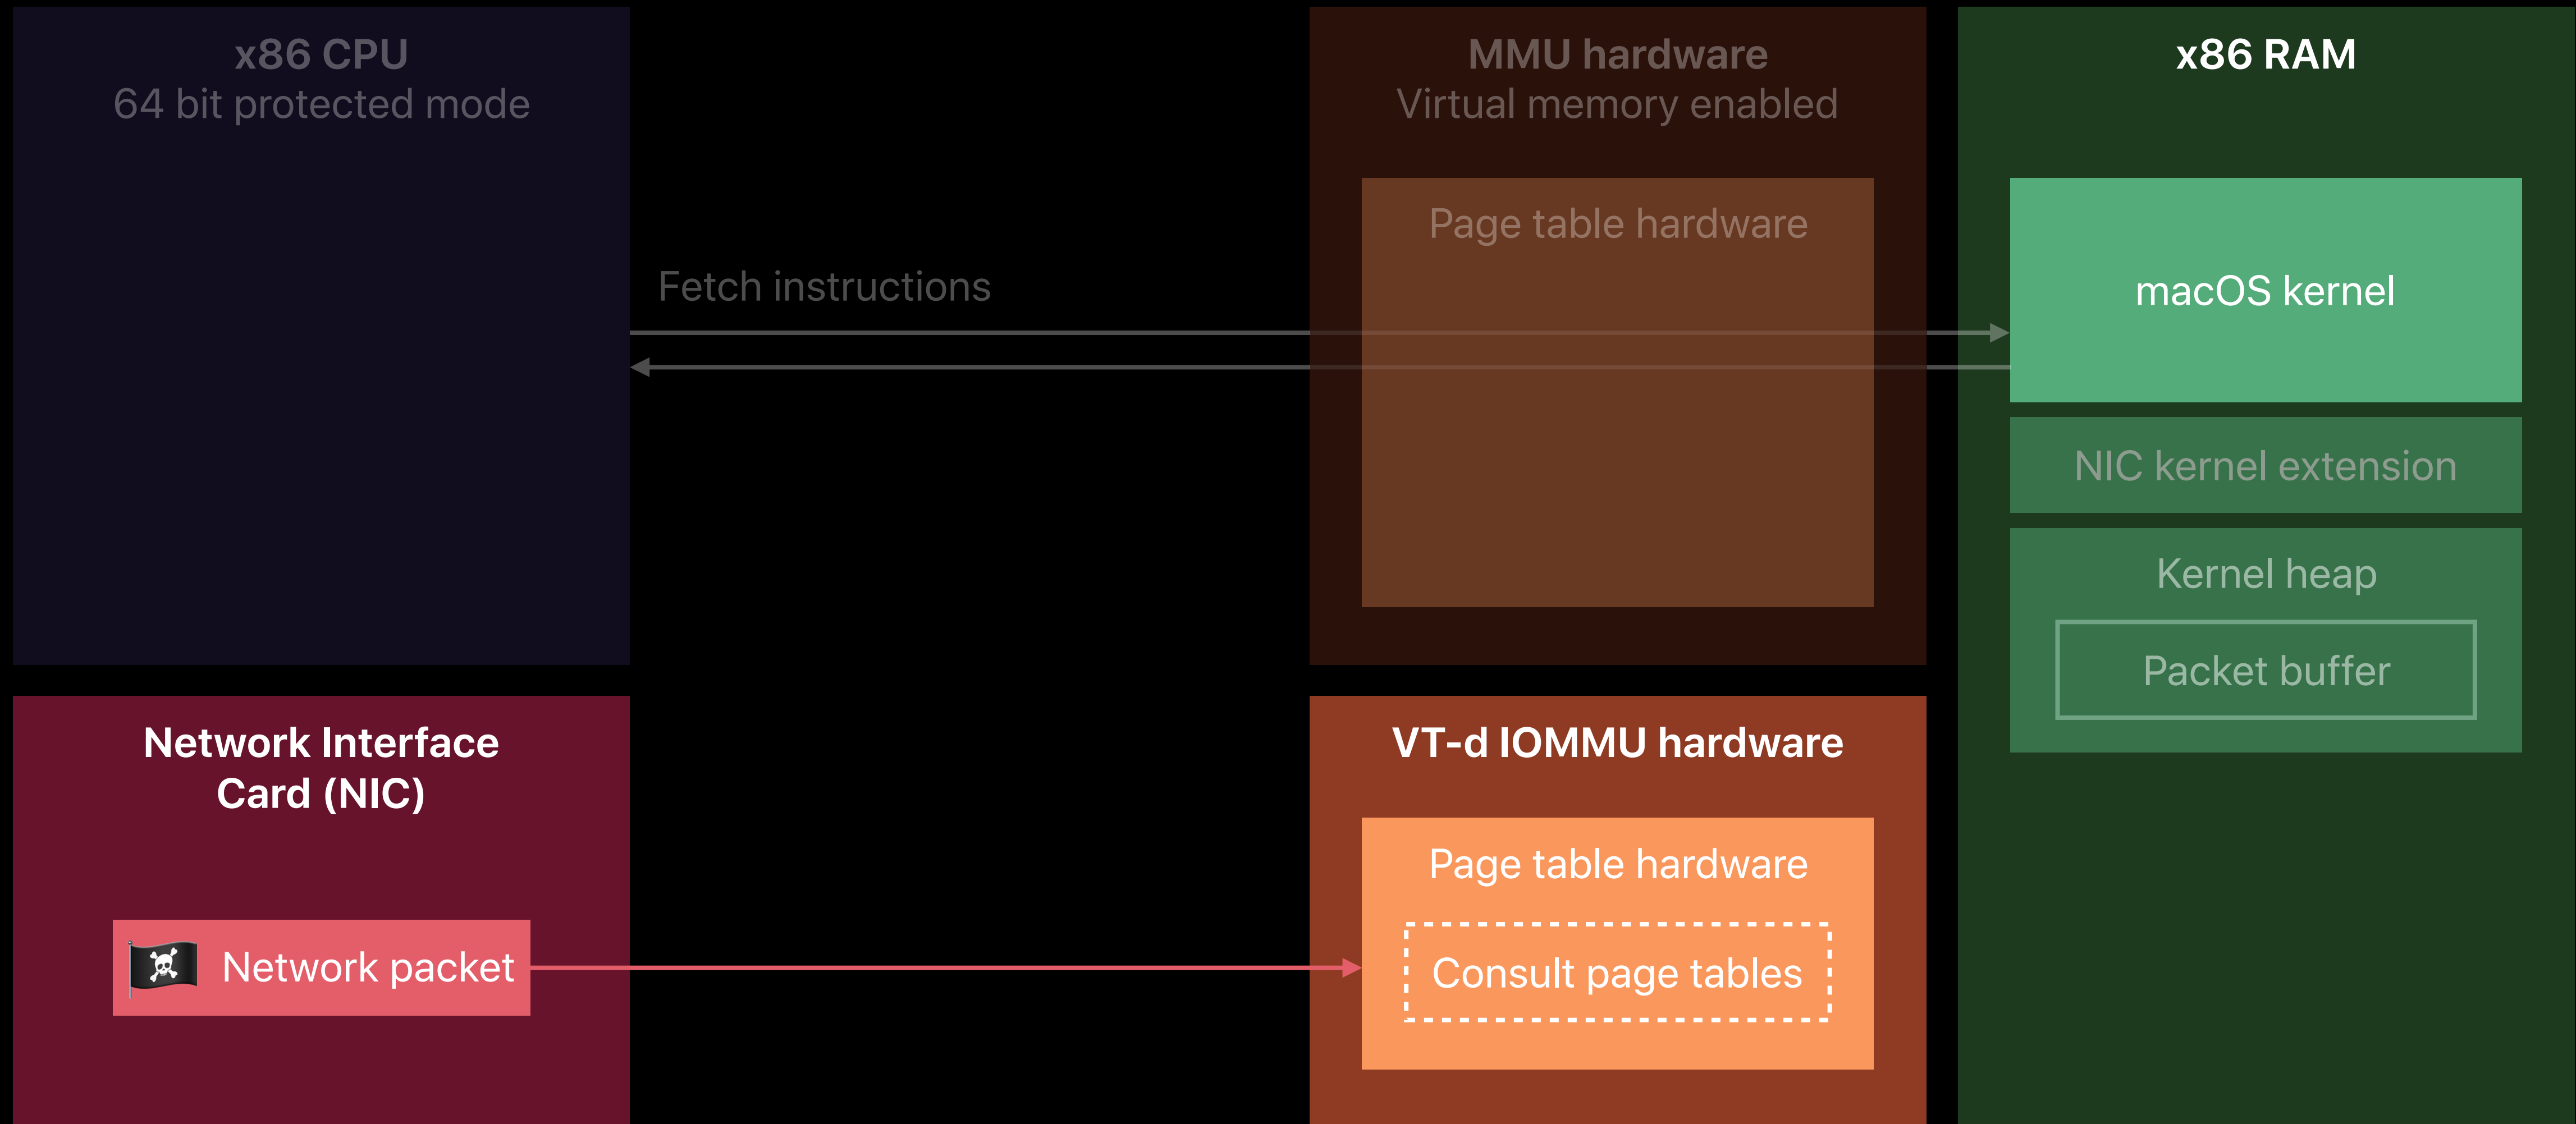 x86 CPU
64 bit protected mode
Fetch instructions
MMU hardware
Virtual memory enabled
Page table hardware
x86 RAM
macOS kernel
NIC kernel extension
Kernel heap
Packet buffer
Network Interface
Card (NIC)
Network packet
VT-d IOMMU hardware
Page table hardware
Consult page tables